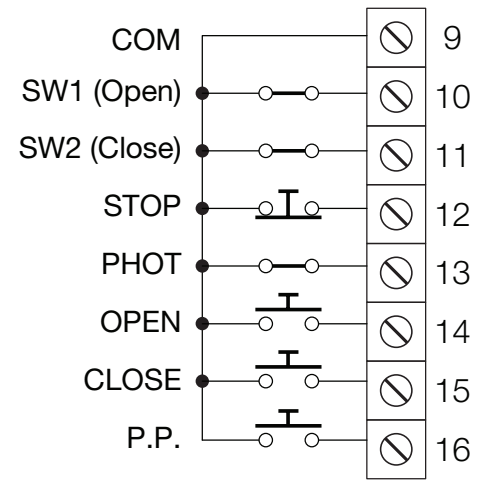 COM 9
SW1 (Open) 10
SW2 (Close) 11
STOP 12
PHOT 13
OPEN 14
CLOSE 15
P.P. 16